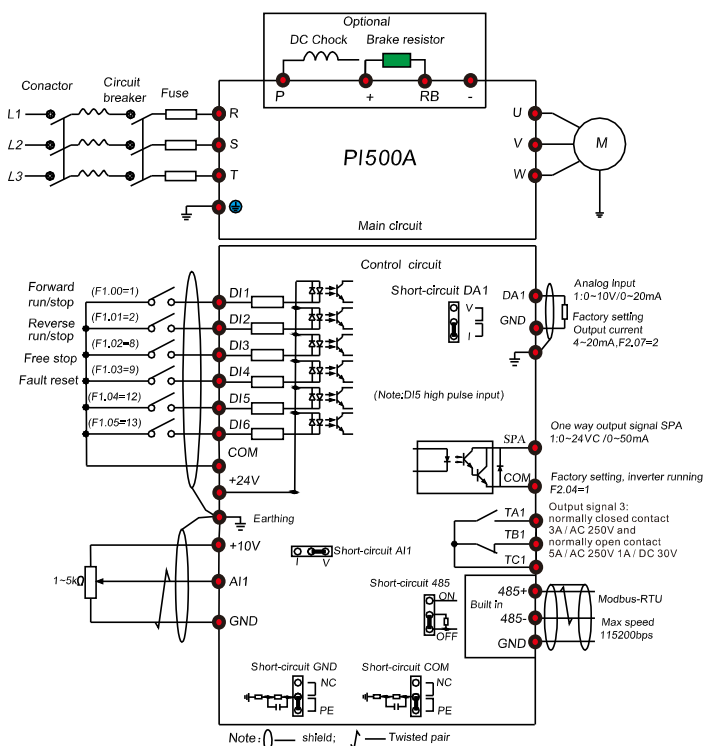 Optional
DC Chock Brake resistor
P + RB -
Conactor Circuit breaker Fuse
L1 R U
L2 S V M
L3 T W
PI500A
Main circuit
Control circuit
Forward run/stop (F1.00=1) DI1
Reverse run/stop (F1.01=2) DI2
Free stop (F1.02=8) DI3
Fault reset (F1.03=9) DI4
(F1.04=12) DI5
(F1.05=13) DI6
COM
+24V
Earthing
Short-circuit DA1
V
I
DA1
GND
Analog Input
1:0~10V/0~20mA
Factory setting
Output current
4~20mA,F2.07=2
(Note:DI5 high pulse input)
SPA
COM
One way output signal SPA
1:0~24VC /0~50mA
Factory setting, inverter running
F2.04=1
TA1
TB1
TC1
Output signal 3:
normally closed contact
3A / AC 250V and
normally open contact
5A / AC 250V 1A / DC 30V
+10V
1~5kΩ AI1
GND
I V Short-circuit AI1
Short-circuit 485
ON
OFF
Built in
485+
485-
GND
Modbus-RTU
Max speed
115200bps
Short-circuit GND
NC
PE
Short-circuit COM
NC
PE
Note: shield; Twisted pair